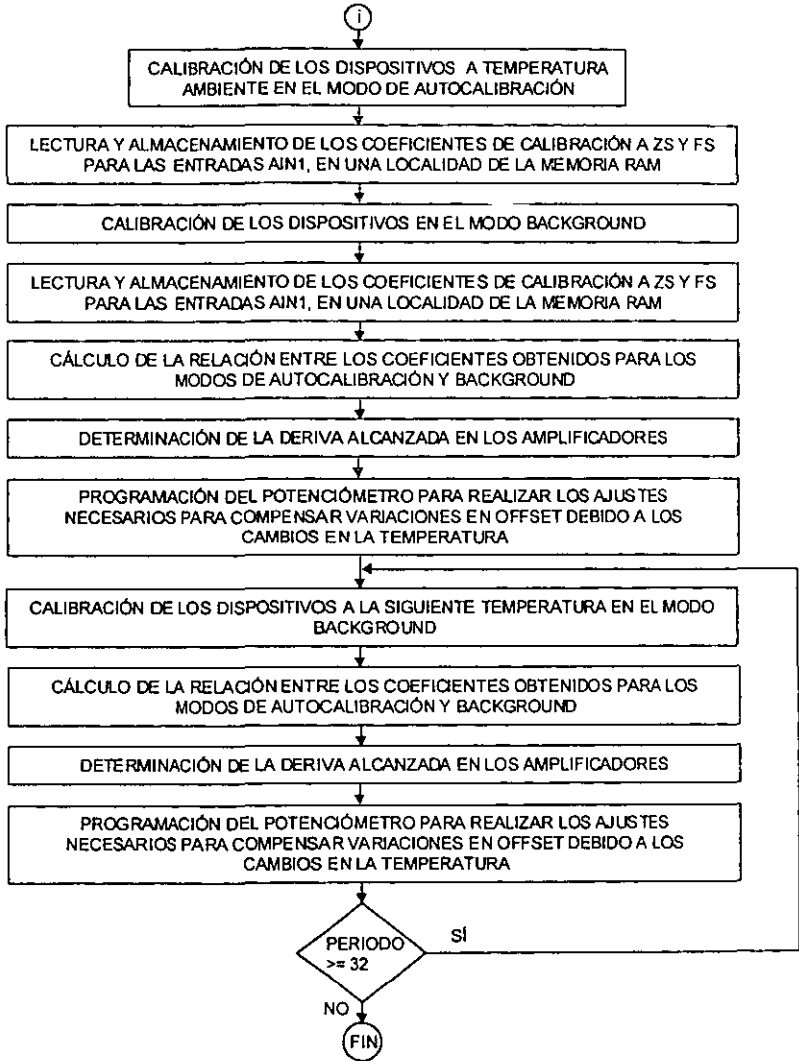 i
CALIBRACIÓN DE LOS DISPOSITIVOS A TEMPERATURA
AMBIENTE EN EL MODO DE AUTOCALIBRACIÓN
LECTURA Y ALMACENAMIENTO DE LOS COEFICIENTES DE CALIBRACIÓN A ZS Y FS
PARA LAS ENTRADAS AIN1, EN UNA LOCALIDAD DE LA MEMORIA RAM
CALIBRACIÓN DE LOS DISPOSITIVOS EN EL MODO BACKGROUND
LECTURA Y ALMACENAMIENTO DE LOS COEFICIENTES DE CALIBRACIÓN A ZS Y FS
PARA LAS ENTRADAS AIN1, EN UNA LOCALIDAD DE LA MEMORIA RAM
CÁLCULO DE LA RELACIÓN ENTRE LOS COEFICIENTES OBTENIDOS PARA LOS
MODOS DE AUTOCALIBRACIÓN Y BACKGROUND
DETERMINACIÓN DE LA DERIVA ALCANZADA EN LOS AMPLIFICADORES
PROGRAMACIÓN DEL POTENCIÓMETRO PARA REALIZAR LOS AJUSTES
NECESARIOS PARA COMPENSAR VARIACIONES EN OFFSET DEBIDO A LOS
CAMBIOS EN LA TEMPERATURA
CALIBRACIÓN DE LOS DISPOSITIVOS A LA SIGUIENTE TEMPERATURA EN EL MODO
BACKGROUND
CÁLCULO DE LA RELACIÓN ENTRE LOS COEFICIENTES OBTENIDOS PARA LOS
MODOS DE AUTOCALIBRACIÓN Y BACKGROUND
DETERMINACIÓN DE LA DERIVA ALCANZADA EN LOS AMPLIFICADORES
PROGRAMACIÓN DEL POTENCIÓMETRO PARA REALIZAR LOS AJUSTES
NECESARIOS PARA COMPENSAR VARIACIONES EN OFFSET DEBIDO A LOS
CAMBIOS EN LA TEMPERATURA
PERIODO
>= 32
SÍ
NO
FIN